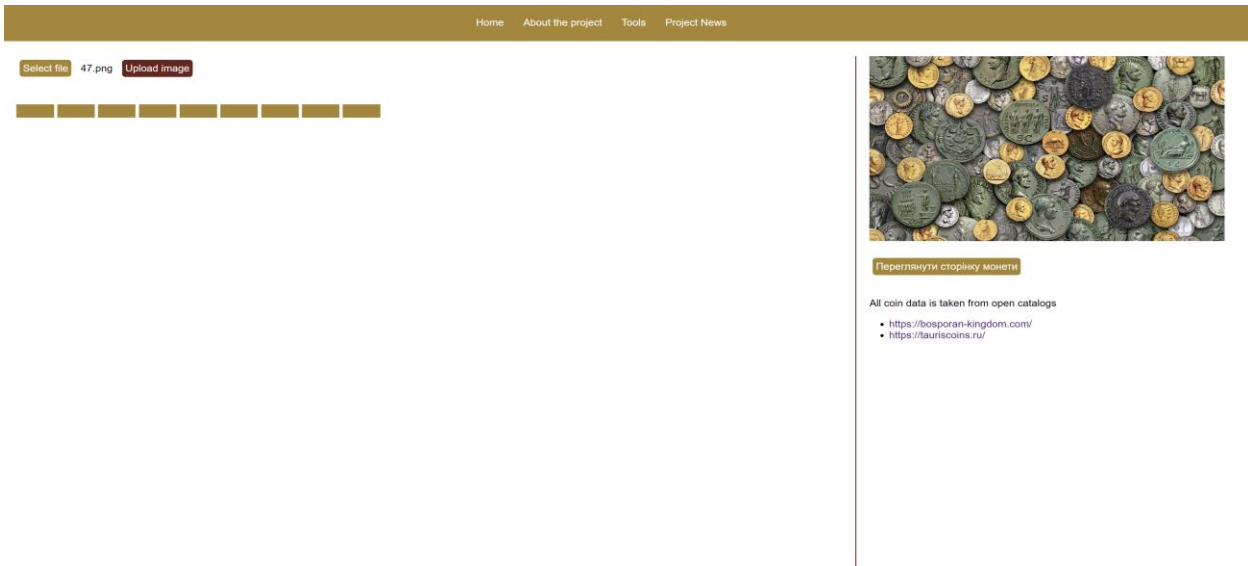 Home About the project Tools Project News
Select file 47.png Upload image
Переглянути сторінку монети
All coin data is taken from open catalogs
https://bosporan-kingdom.com/
https://tauriscoins.ru/